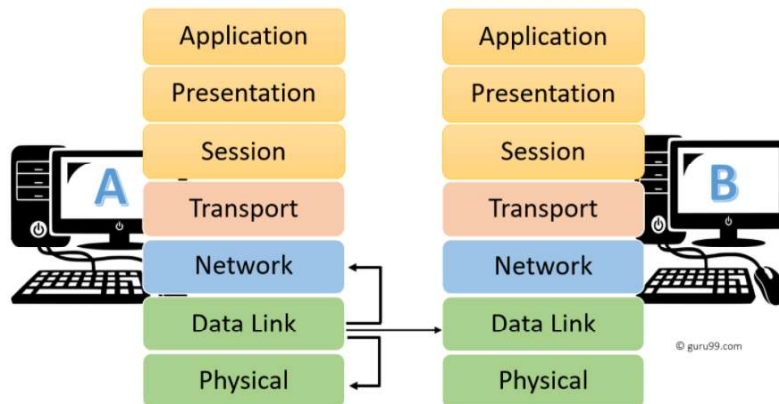 Application
Presentation
Session
Transport
Network
Data Link
Physical
A
Application
Presentation
Session
Transport
Network
Data Link
Physical
B
© guru99.com